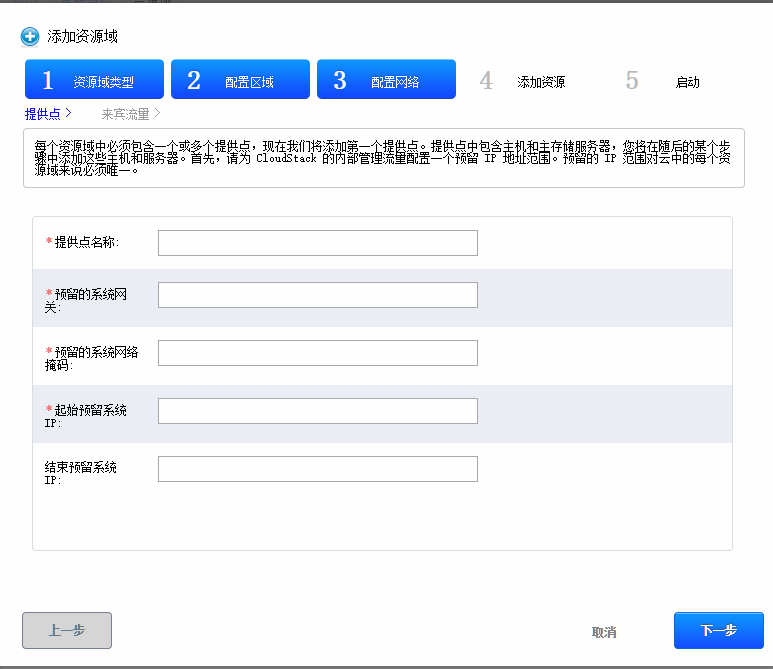 添加资源域
1 资源域类型 2 配置区域 3 配置网络 4 添加资源 5 启动
提供点 > 来宾流量 >
每个资源域中必须包含一个或多个提供点，现在我们将添加第一个提供点。提供点中包含主机和主存储服务器，您将在随后的某个步
骤中添加这些主机和服务器。首先，请为 CloudStack 的内部管理流量配置一个预留 IP 地址范围。预留的 IP 范围对云中的每个资
源域来说必须唯一。
*提供点名称:
*预留的系统网
关:
*预留的系统网络
掩码:
*起始预留系统
IP:
结束预留系统
IP:
上一步 取消 下一步